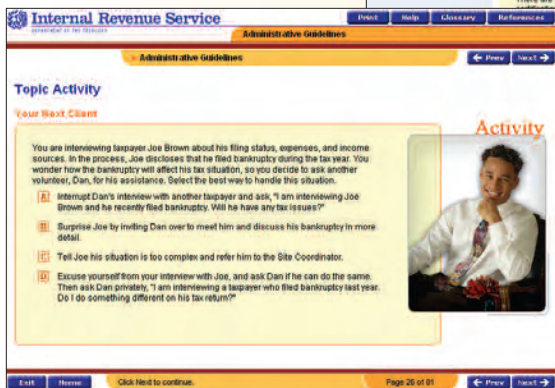 There are
Internal Revenue Service
DEPARTMENT OF THE TREASURY
Print Help Glossary References
Administrative Guidelines
Administrative Guidelines
Prev Next
Topic Activity
Your Next Client
Activity
You are interviewing taxpayer Joe Brown about his filing status, expenses, and income
sources. In the process, Joe discloses that he filed bankruptcy during the tax year. You
wonder how the bankruptcy will affect his tax situation, so you decide to ask another
volunteer, Dan, for his assistance. Select the best way to handle this situation.
A Interrupt Dan's interview with another taxpayer and ask, "I am interviewing Joe
Brown and he recently filed bankruptcy. Will he have any tax issues?"
B Surprise Joe by inviting Dan over to meet him and discuss his bankruptcy in more
detail.
C Tell Joe his situation is too complex and refer him to the Site Coordinator.
D Excuse yourself from your interview with Joe, and ask Dan if he can do the same.
Then ask Dan privately, "I am interviewing a taxpayer who filed bankruptcy last year.
Do I do something different on his tax return?"
Exit Home Click Next to continue. Page 26 of 81 Prev Next